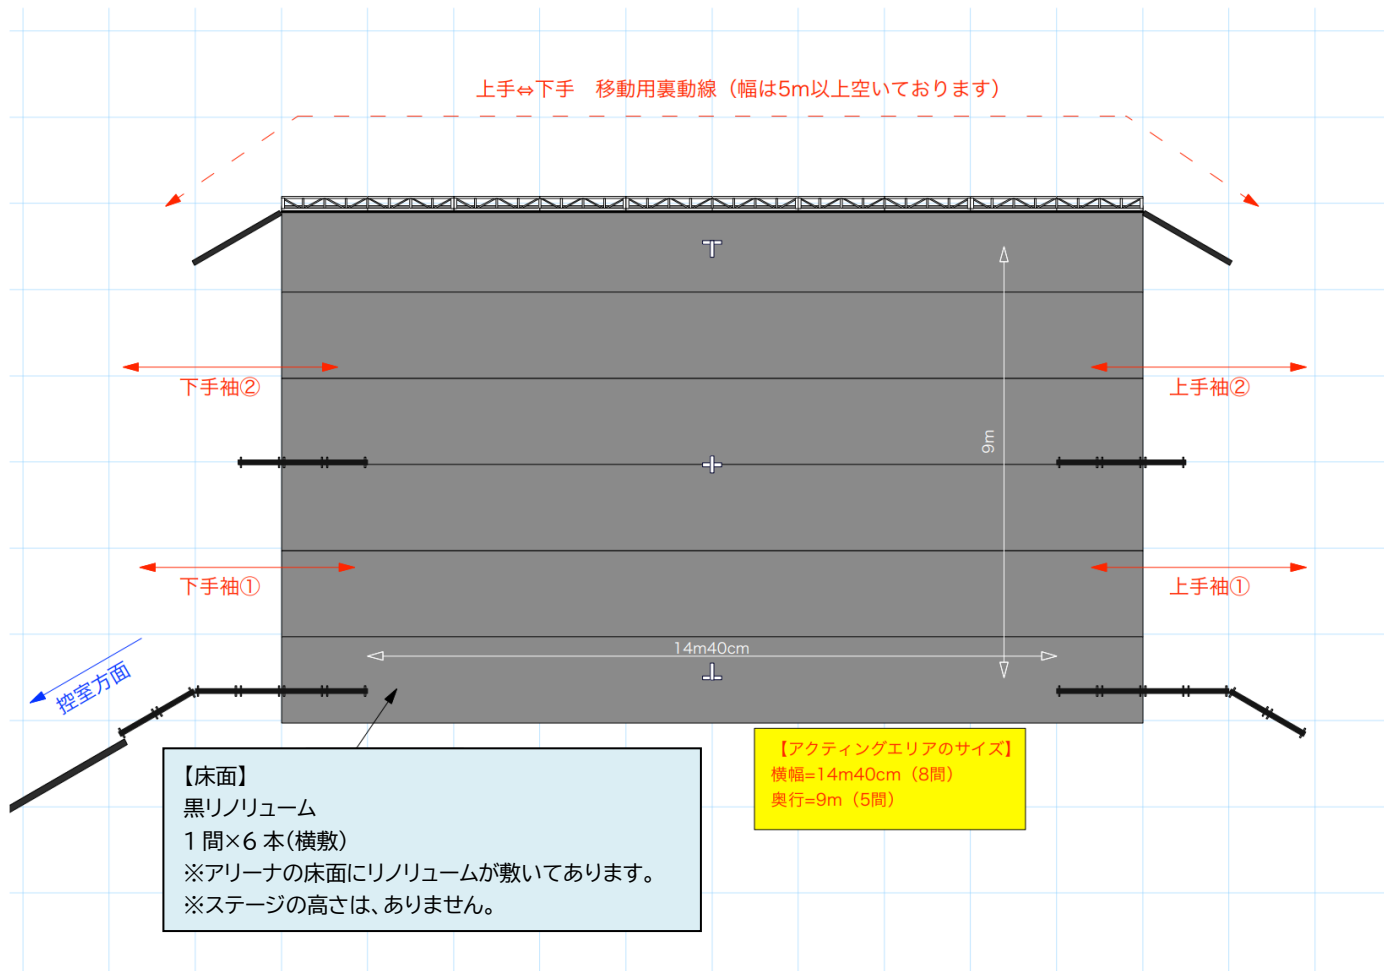 上手⇔下手　移動用裏動線（幅は5m以上空いております）
下手袖②
上手袖②
9m
下手袖①
上手袖①
14m40cm
控室方面
【床面】
黒リノリューム
１間×６本(横敷)
※アリーナの床面にリノリュームが敷いてあります。
※ステージの高さは、ありません。
【アクティングエリアのサイズ】
横幅=14m40cm（8間）
奥行=9m（5間）